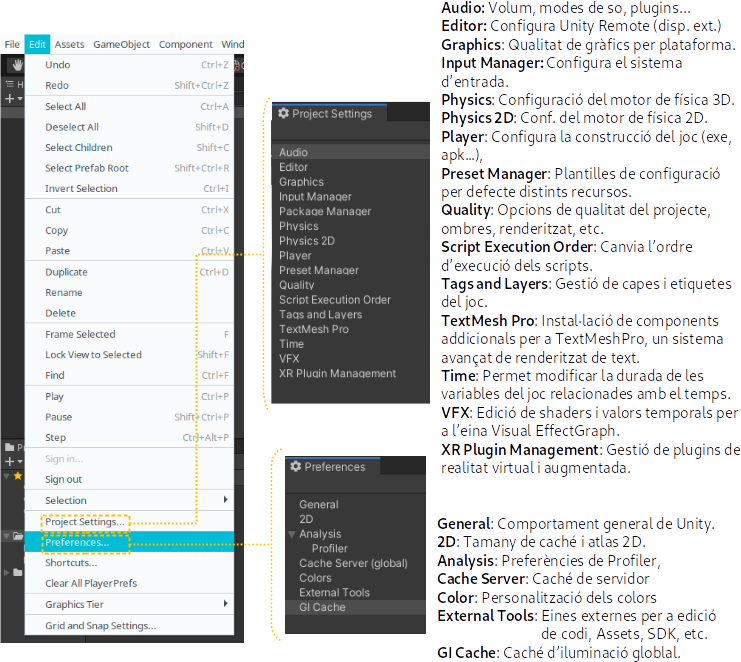 File Edit Assets GameObject Component Wind
Undo Ctrl+Z
Redo Shift+Ctrl+Z
Select All Ctrl+A
Deselect All Shift+D
Select Children Shift+C
Select Prefab Root Shift+Ctrl+R
Invert Selection Ctrl+I
Cut Ctrl+X
Copy Ctrl+C
Paste Ctrl+V
Duplicate Ctrl+D
Rename
Delete
Frame Selected F
Lock View to Selected Shift+F
Find Ctrl+F
Play Ctrl+P
Pause Shift+Ctrl+P
Step Ctrl+Alt+P
Sign in...
Sign out
Selection
Project Settings...
Preferences...
Shortcuts...
Clear All PlayerPrefs
Graphics Tier
Grid and Snap Settings...
Project Settings
Audio
Editor
Graphics
Input Manager
Package Manager
Physics
Physics 2D
Player
Preset Manager
Quality
Script Execution Order
Tags and Layers
TextMesh Pro
Time
VFX
XR Plugin Management
Preferences
General
2D
Analysis
Profiler
Cache Server (global)
Colors
External Tools
GI Cache
Audio: Volum, modes de so, plugins...
Editor: Configura Unity Remote (disp. ext.)
Graphics: Qualitat de gràfics per plataforma.
Input Manager: Configura el sistema
d'entrada.
Physics: Configuració del motor de física 3D.
Physics 2D: Conf. del motor de física 2D.
Player: Configura la construcció del joc (exe,
apk...),
Preset Manager: Plantilles de configuració
per defecte distints recursos.
Quality: Opcions de qualitat del projecte,
ombres, renderitzat, etc.
Script Execution Order: Canvia l'ordre
d'execució dels scripts.
Tags and Layers: Gestió de capes i etiquetes
del joc.
TextMesh Pro: Instal·lació de components
addicionals per a TextMeshPro, un sistema
avançat de renderitzat de text.
Time: Permet modificar la durada de les
variables del joc relacionades amb el temps.
VFX: Edició de shaders i valors temporals per
a l'eina Visual EffectGraph.
XR Plugin Management: Gestió de plugins de
realitat virtual i augmentada.
General: Comportament general de Unity.
2D: Tamany de caché i atlas 2D.
Analysis: Preferències de Profiler,
Cache Server: Caché de servidor
Color: Personalització dels colors
External Tools: Eines externes per a edició
de codi, Assets, SDK, etc.
GI Cache: Caché d'iluminació globlal.